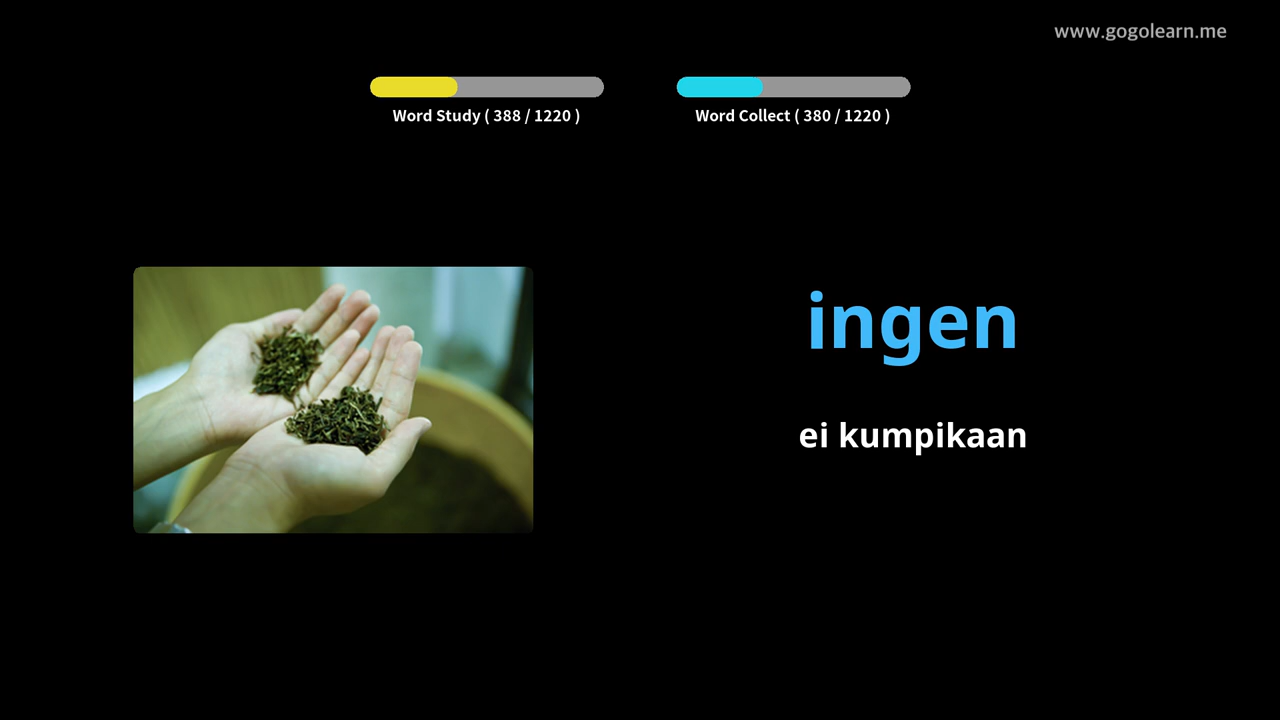 www.gogolearn.me
Word Study ( 388 / 1220 )
Word Collect ( 380 / 1220 )
ingen
ei kumpikaan